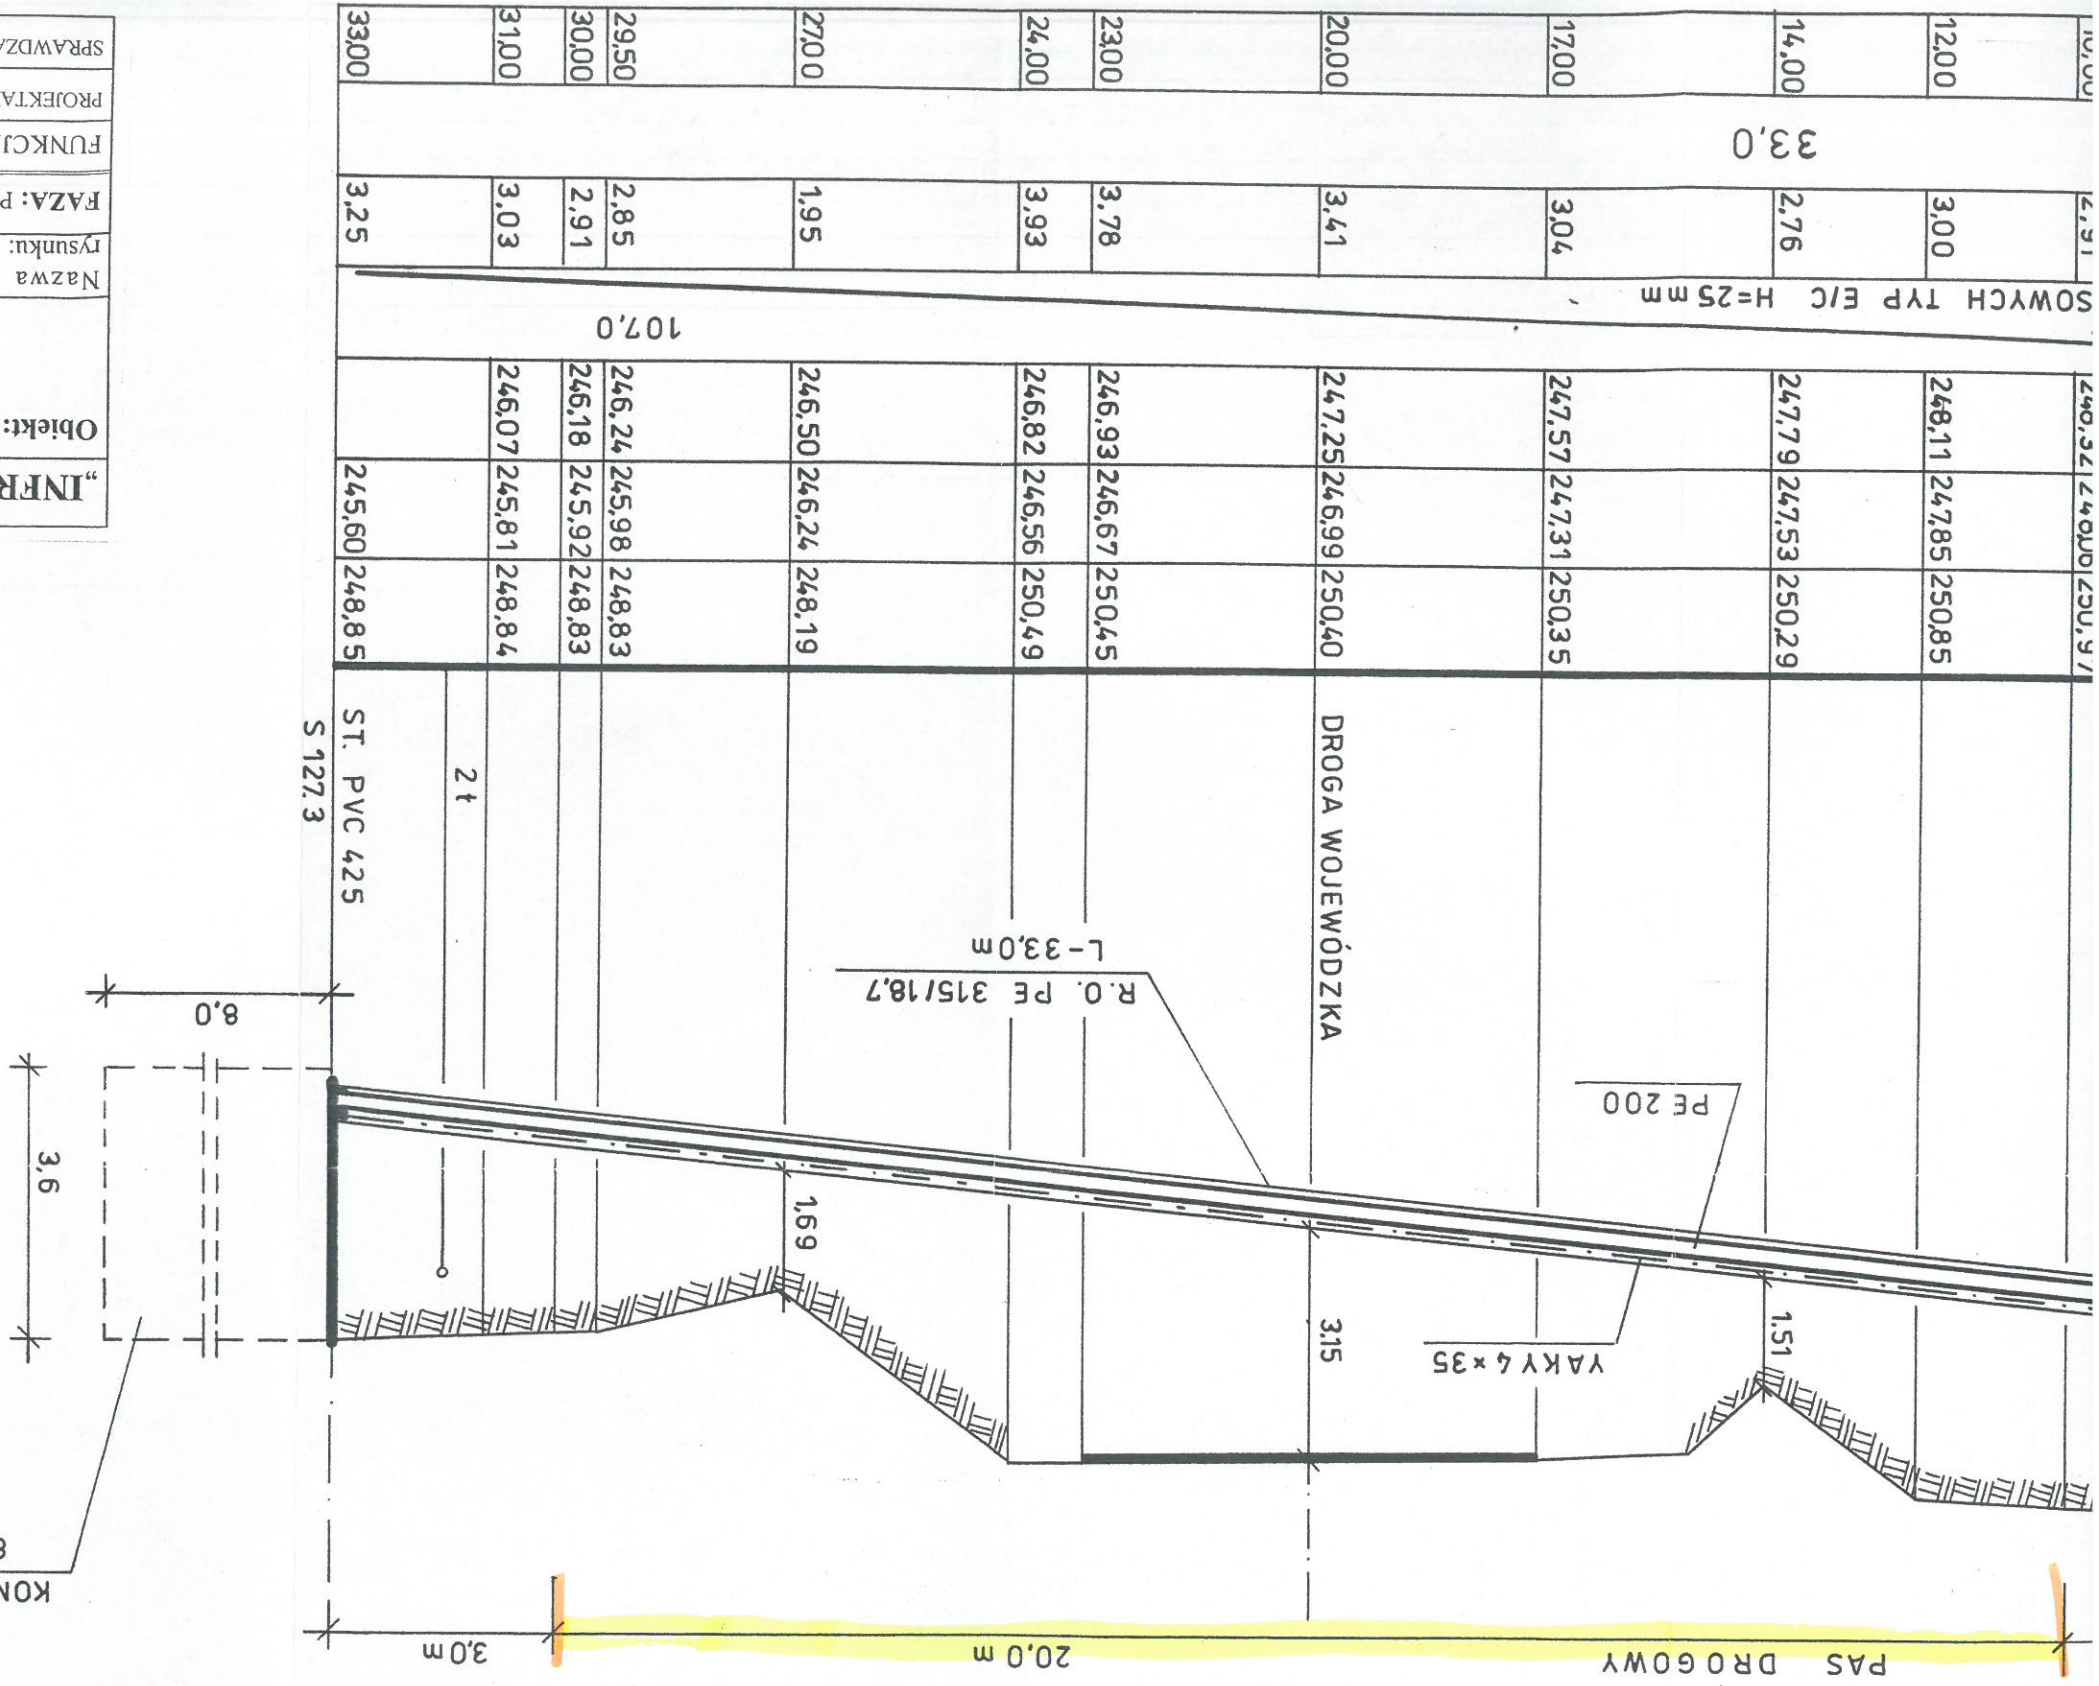 PAS DROGOWY
20,0 m
3,0m
KON
8
1,51
YAKY 4×35
3,15
1,69
3,6
PE 200
8,0
R.O. PE 315/18,7
L-33,0m
DROGA WOJEWÓDZKA
2t
ST. PVC 425
S 127.3
250,97 250,85 250,29 250,35 250,40 250,45 250,49 248,19 248,83 248,83 248,84 248,85
247,85 247,53 247,31 246,99 246,67 246,56 246,24 245,98 245,92 245,81 245,60
248,11 247,79 247,57 247,25 246,93 246,82 246,50 246,24 246,18 246,07
107,0
SOWYCH TYP E/C H=25mm
2,91 3,00 2,76 3,04 3,41 3,78 3,93 1,95 2,85 2,91 3,03 3,25
33,0
12,00 14,00 17,00 20,00 23,00 24,00 27,00 29,50 30,00 31,00 33,00
„INFR
Obiekt:
Nazwa
rysunku:
FAZA: P
FUNKCJ
PROJEKTA
SPRAWDZA